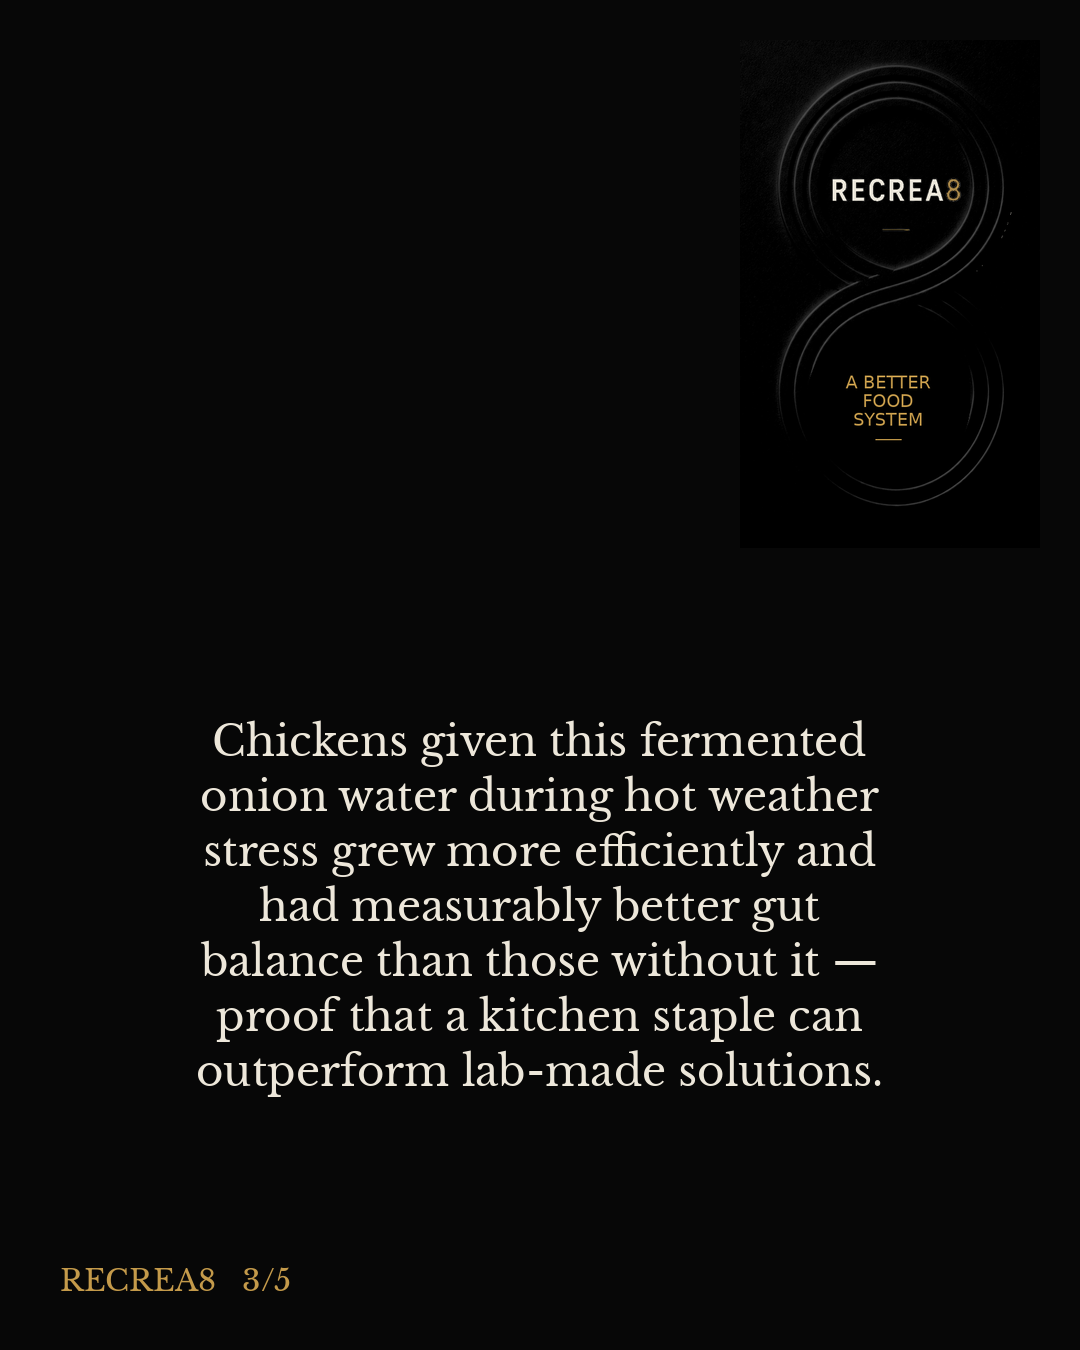 RECREA8
A BETTER
FOOD
SYSTEM
Chickens given this fermented
onion water during hot weather
stress grew more efficiently and
had measurably better gut
balance than those without it —
proof that a kitchen staple can
outperform lab-made solutions.
RECREA8 3/5